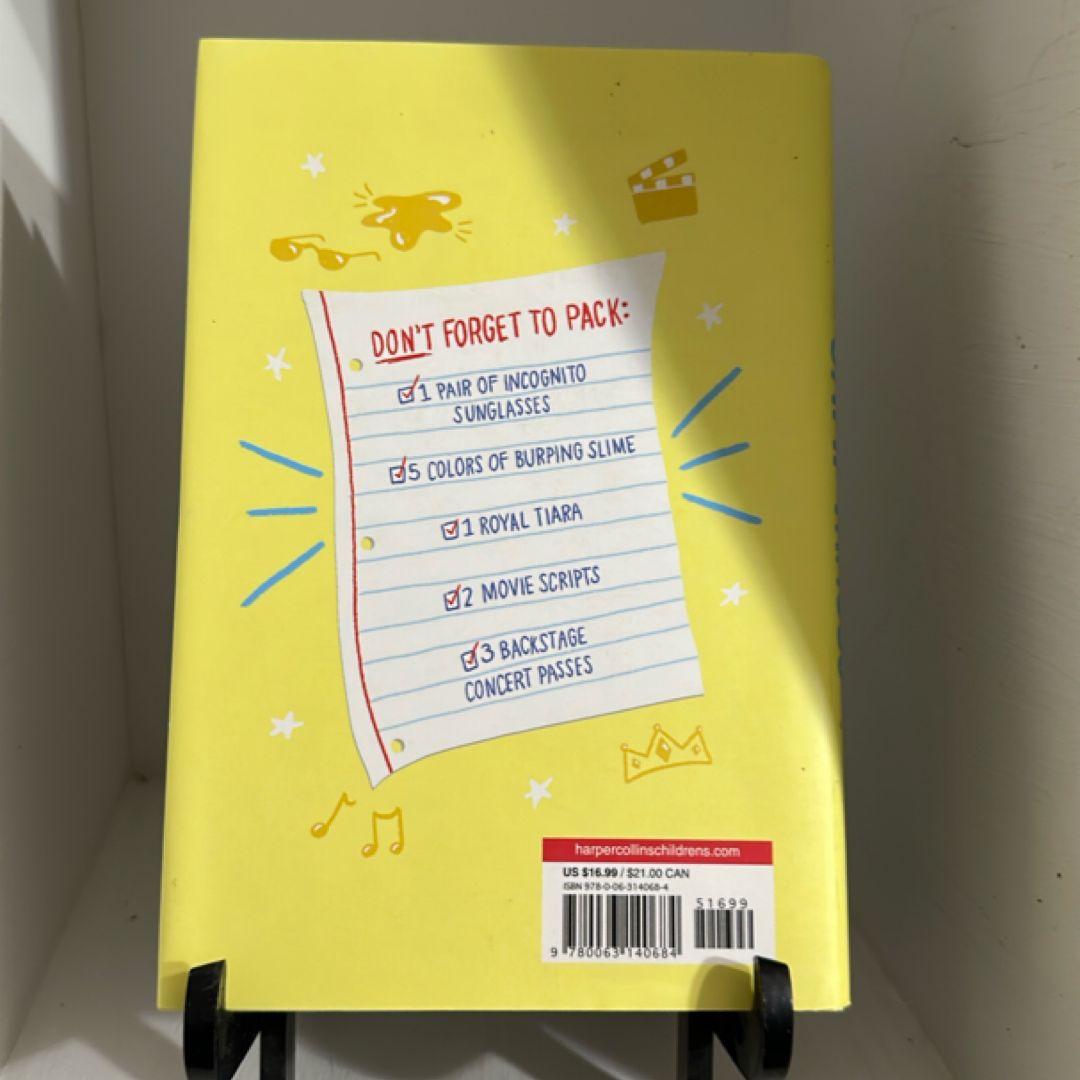 DON'T FORGET TO PACK:
1 PAIR OF INCOGNITO
SUNGLASSES
5 COLORS OF BURPING SLIME
1 ROYAL TIARA
2 MOVIE SCRIPTS
3 BACKSTAGE
CONCERT PASSES
harpercollinschildrens.com
US $16.99 / $21.00 CAN
ISBN 978-0-06-314068-4
51699
9 780063 140684